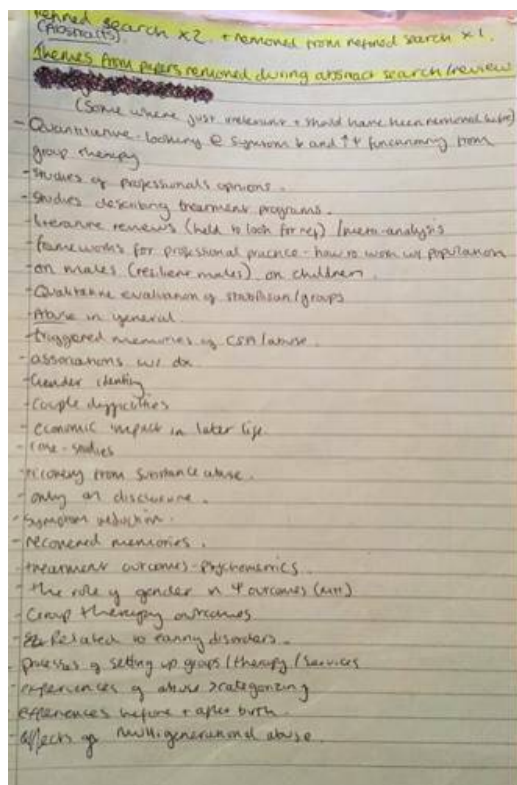 refined search x2. + removed from refined search x1.
(Abstracts).
Themes from papers removed during abstract search/review
(Some where just irrelevant + should have been removed before)
- Quantitative - looking @ symptom ↓ and ↑ functioning from
group therapy
- studies of professionals opinions.
- studies describing treatment programs.
- literature reviews (held to look for ref) / meta-analysis
- frameworks for professional practice - how to work w/ population
- on males (resilient males) on children.
- Qualitative evaluation of /groups
- Abuse in general
- triggered memories of CSA/abuse.
- associations w/ dx.
- Gender identity
- couple difficulties
- economic impact in later life.
- case-studies
- recovery from substance abuse.
- only on disclosure.
- symptom reduction.
- recovered memories.
- treatment outcomes - psychometrics.
- the role of gender in Ψ outcomes
- Group therapy outcomes
- Related to eating disorders.
- processes of setting up groups/therapy/services
- experiences of abuse > categorizing
- experiences before + after birth.
- affects of multigenerational abuse.